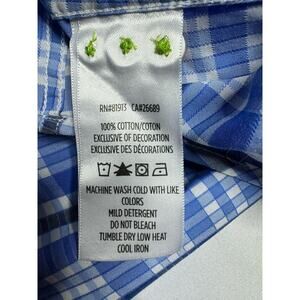 RN#81913 CA#26689
100% COTTON/COTON
EXCLUSIVE OF DECORATION
EXCLUSIVE DES DÉCORATIONS
MACHINE WASH COLD WITH LIKE
COLORS
MILD DETERGENT
DO NOT BLEACH
TUMBLE DRY LOW HEAT
COOL IRON